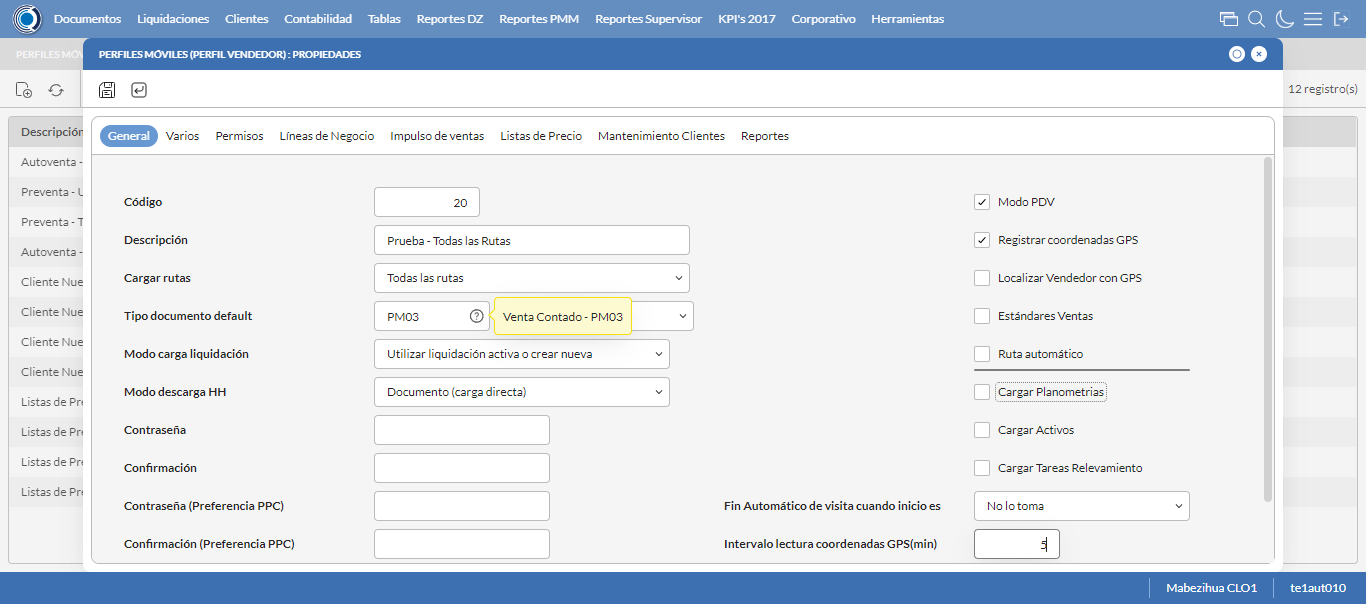 Documentos Liquidaciones Clientes Contabilidad Tablas Reportes DZ Reportes PMM Reportes Supervisor KPI's 2017 Corporativo Herramientas
PERFILES MÓV
PERFILES MÓVILES (PERFIL VENDEDOR) : PROPIEDADES
12 registro(s)
General Varios Permisos Líneas de Negocio Impulso de ventas Listas de Precio Mantenimiento Clientes Reportes
Descripción
Autoventa -
Preventa - U
Preventa - T
Autoventa -
Cliente Nue
Cliente Nue
Cliente Nue
Cliente Nue
Listas de Pre
Listas de Pre
Listas de Pre
Listas de Pre
Código 20
Modo PDV
Descripción Prueba - Todas las Rutas
Registrar coordenadas GPS
Cargar rutas Todas las rutas
Localizar Vendedor con GPS
Tipo documento default PM03 Venta Contado - PM03
Estándares Ventas
Modo carga liquidación Utilizar liquidación activa o crear nueva
Ruta automático
Modo descarga HH Documento (carga directa)
Cargar Planometrias
Contraseña
Cargar Activos
Confirmación
Cargar Tareas Relevamiento
Contraseña (Preferencia PPC)
Fin Automático de visita cuando inicio es No lo toma
Confirmación (Preferencia PPC)
Intervalo lectura coordenadas GPS(min) 5
Mabezihua CLO1 te1aut010